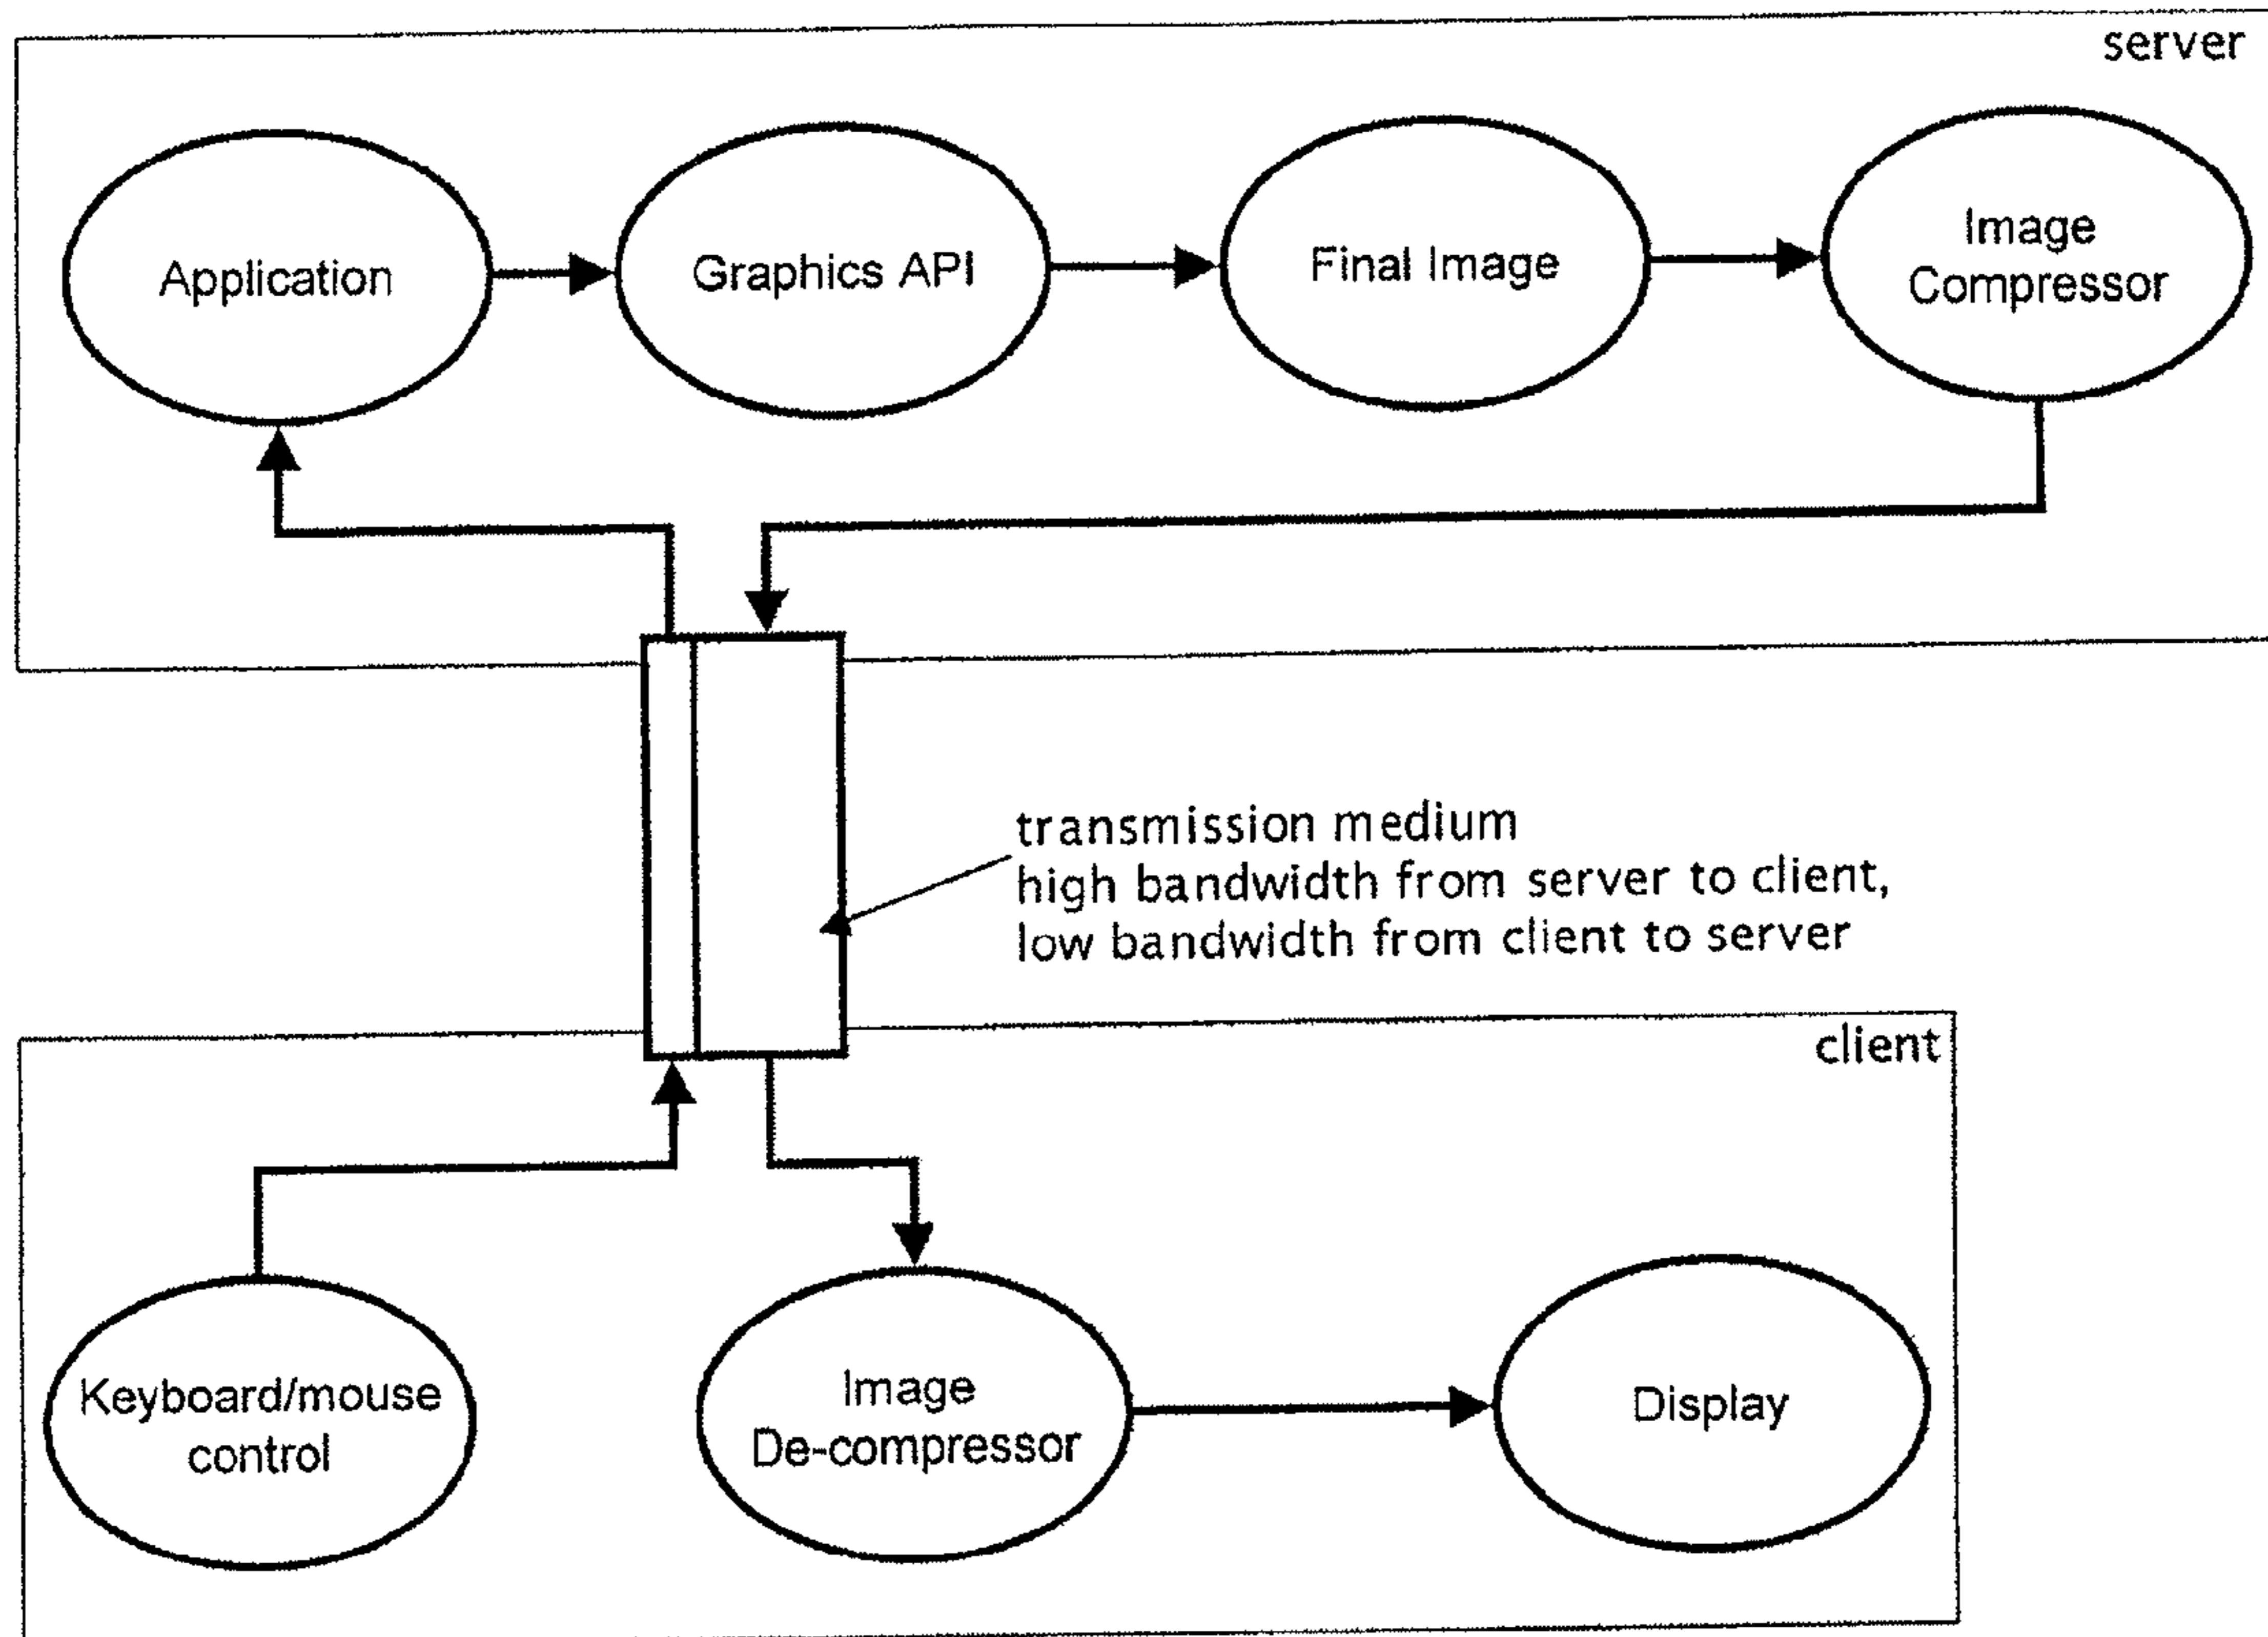 server
Application
Graphics API
Final Image
Image
Compressor
transmission medium
high bandwidth from server to client,
low bandwidth from client to server
client
Keyboard/mouse
control
Image
De-compressor
Display